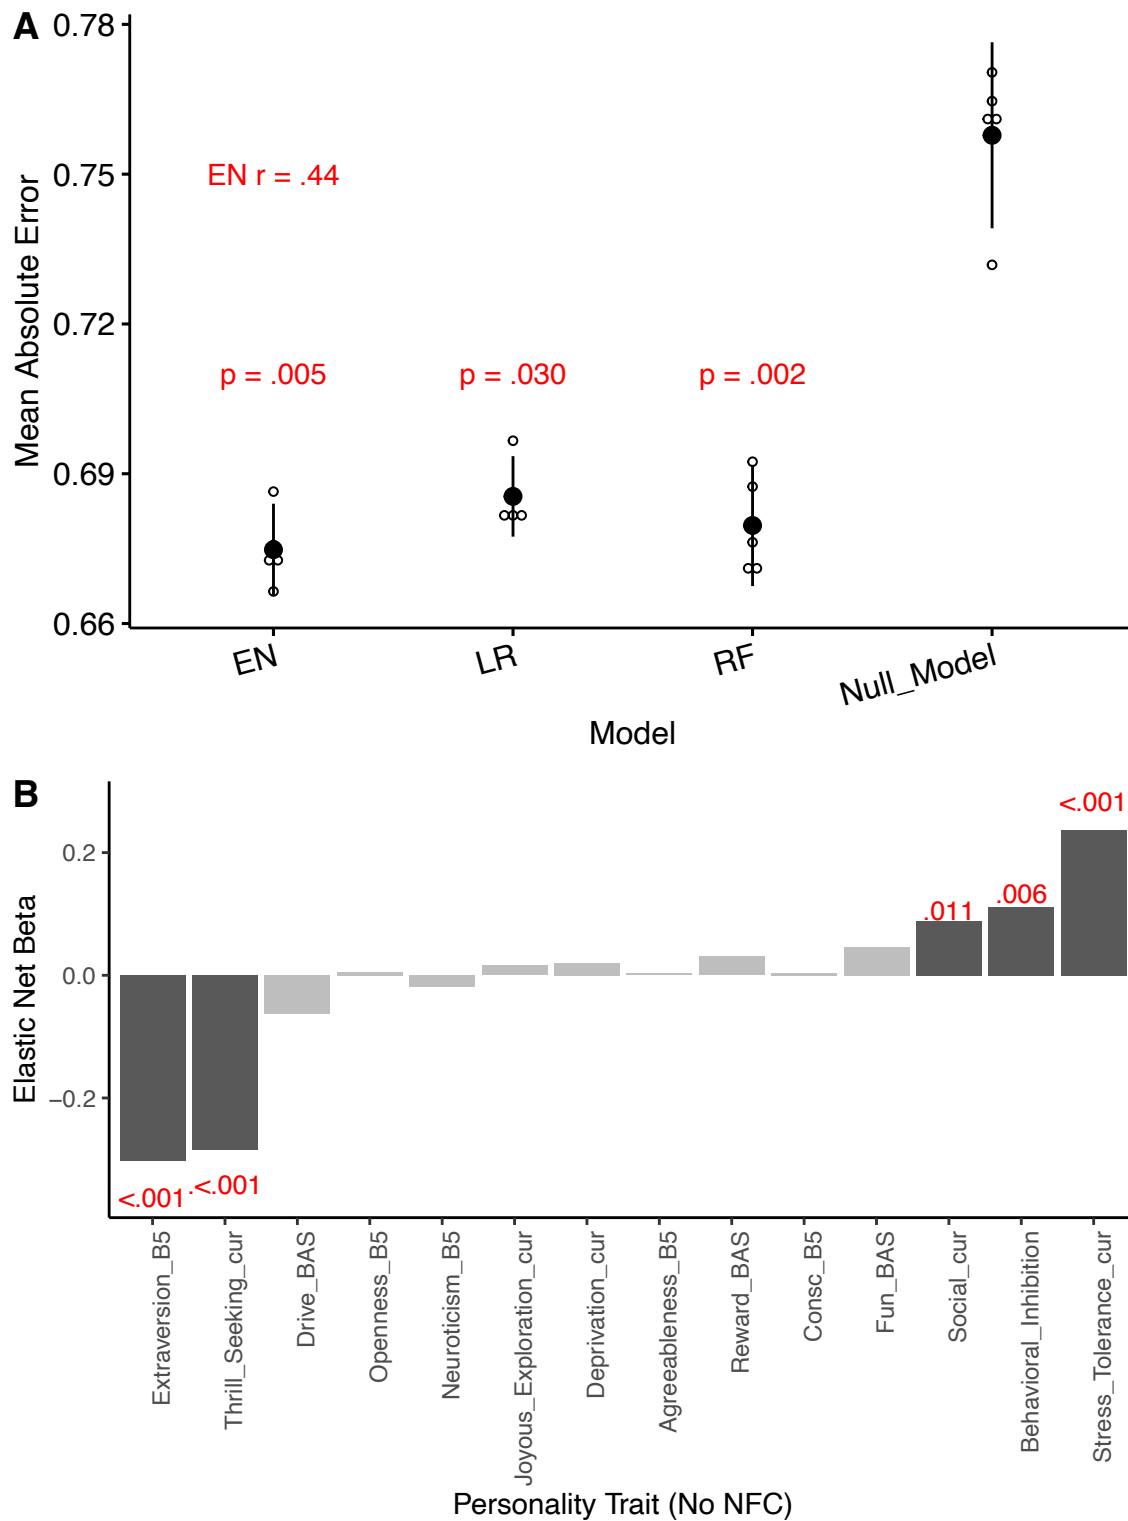 A
0.78
0.75
0.72
0.69
0.66
Mean Absolute Error
EN r = .44
p = .005
p = .030
p = .002
EN
LR
RF
Null_Model
Model
B
0.2
0.0
−0.2
Elastic Net Beta
<.001
.<.001
.011
.006
<.001
Extraversion_B5
Thrill_Seeking_cur
Drive_BAS
Openness_B5
Neuroticism_B5
Joyous_Exploration_cur
Deprivation_cur
Agreeableness_B5
Reward_BAS
Consc_B5
Fun_BAS
Social_cur
Behavioral_Inhibition
Stress_Tolerance_cur
Personality Trait (No NFC)